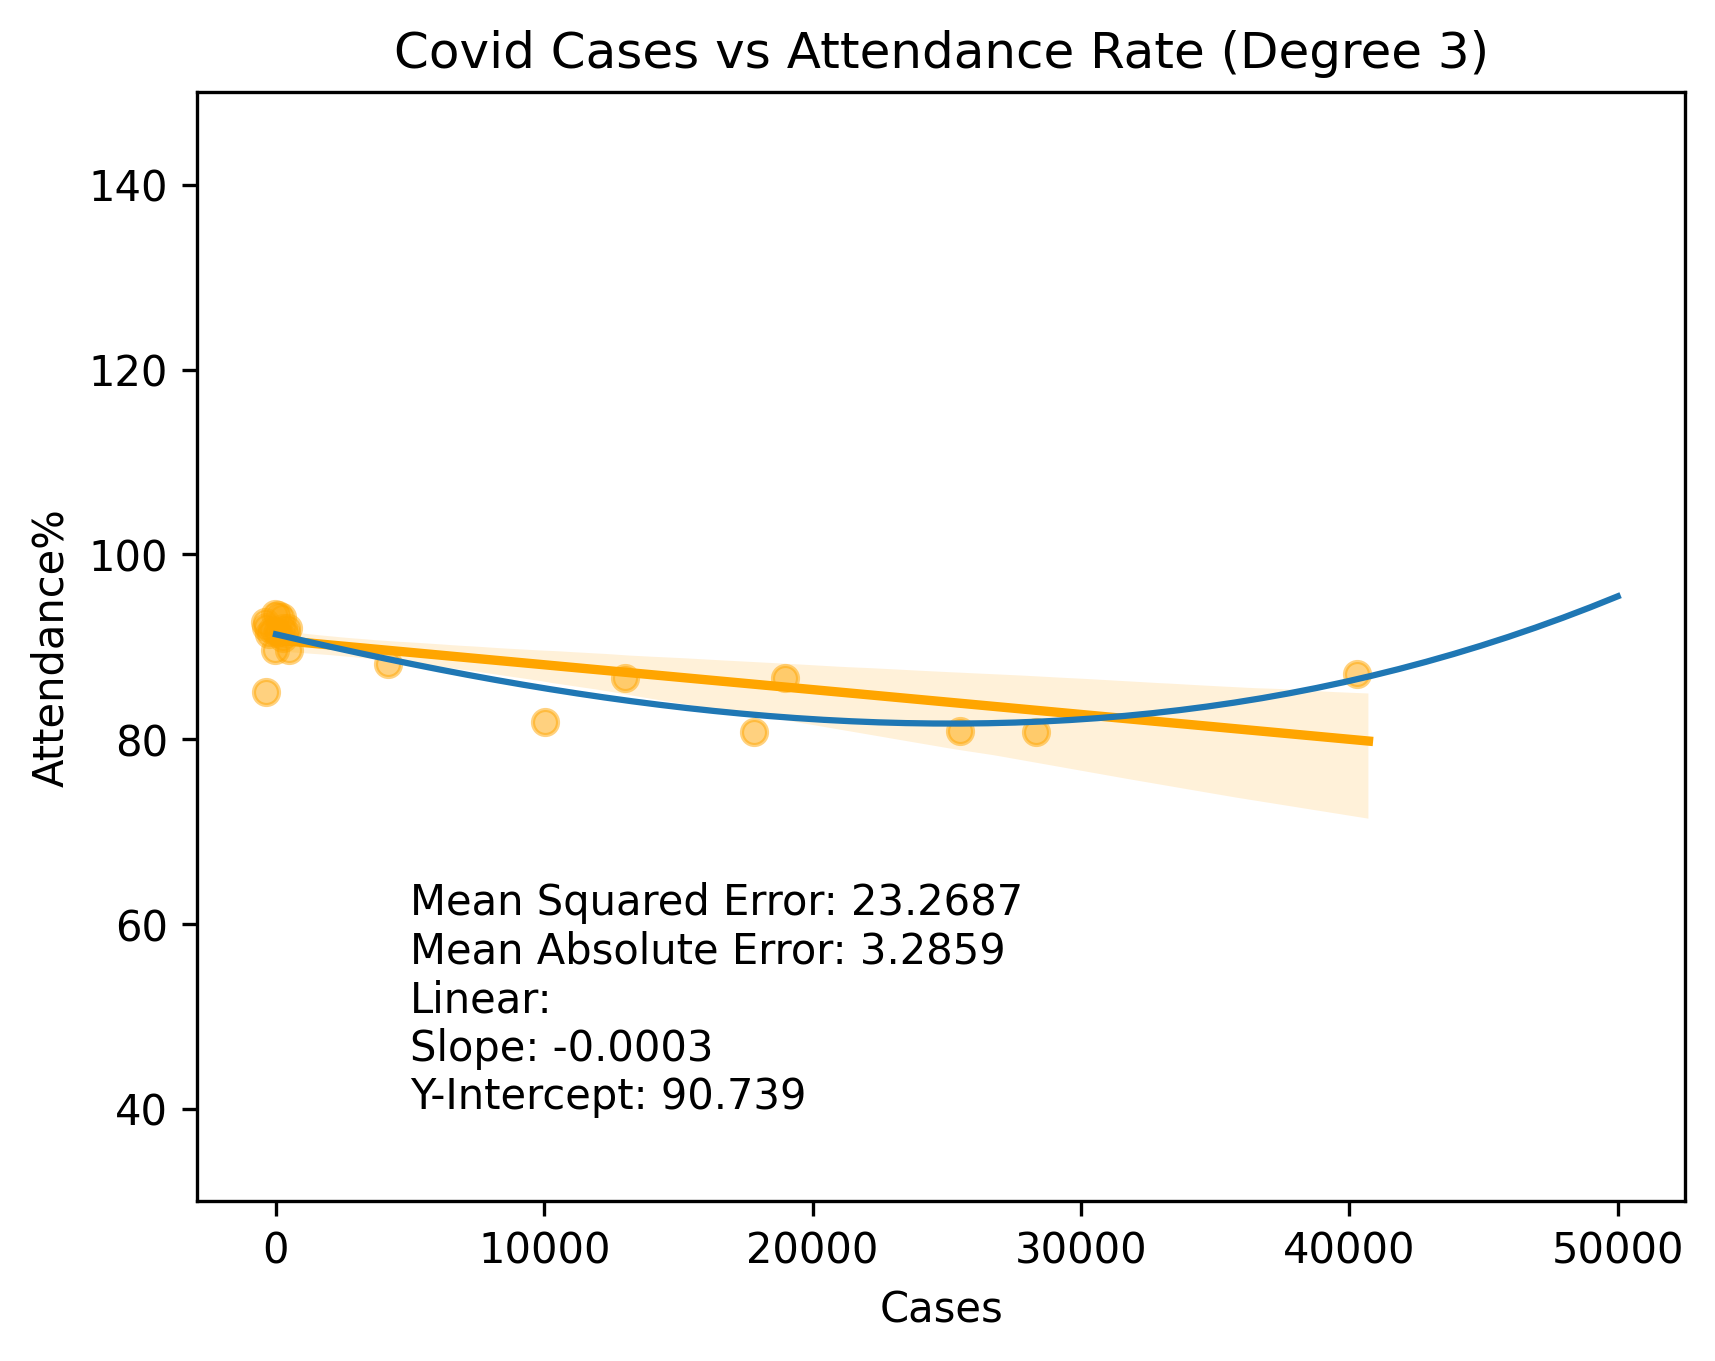 Covid Cases vs Attendance Rate (Degree 3)
140
120
100
80
60
40
Attendance%
Mean Squared Error: 23.2687
Mean Absolute Error: 3.2859
Linear:
Slope: -0.0003
Y-Intercept: 90.739
0 10000 20000 30000 40000 50000
Cases